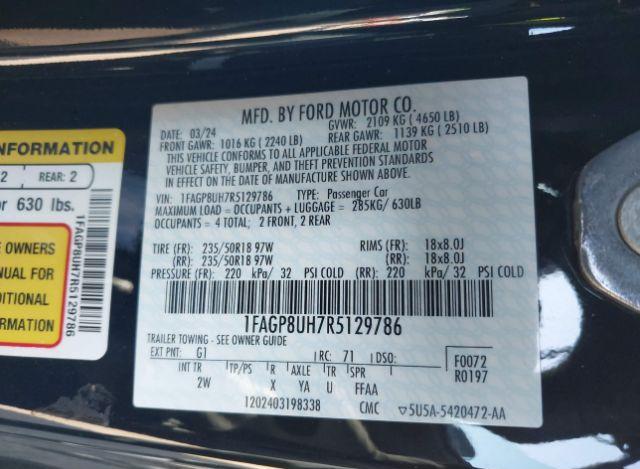 MFD. BY FORD MOTOR CO.
03/24 GVWR: 2109 KG ( 4650 LB)
FRONT GAWR: 1016 KG ( 2240 LB) REAR GAWR: 1139 KG ( 2510 LB)
THIS VEHICLE CONFORMS TO ALL APPLICABLE FEDERAL MOTOR
VEHICLE SAFETY, BUMPER, AND THEFT PREVENTION STANDARDS
IN EFFECT ON THE DATE OF MANUFACTURE SHOWN ABOVE.
VIN: 1FAGP8UH7R5129786 TYPE: Passenger Car
MAXIMUM LOAD = OCCUPANTS + LUGGAGE = 285KG/ 630LB
OCCUPANTS = 4 TOTAL; 2 FRONT, 2 REAR
TIRE (FR): 235/50R18 97W RIMS (FR): 18x8.0J
(RR): 235/50R18 97W (RR): 18x8.0J
PRESSURE (FR): 220 kPa/ 32 PSI COLD (RR): 220 kPa/ 32 PSI COLD
1FAGP8UH7R5129786
TRAILER TOWING - SEE OWNER GUIDE
EXT PNT: G1 RC: 71 DSO:
INT TR TP/PS R AXLE TR SPR
2W X YA U FFAA
F0072
R0197
1202403198338 CMC 5U5A-5420472-AA
INFORMATION
2 REAR: 2
or 630 lbs.
E OWNERS
NUAL FOR
DITIONAL
RMATION
1FAGP8UH7R5129786